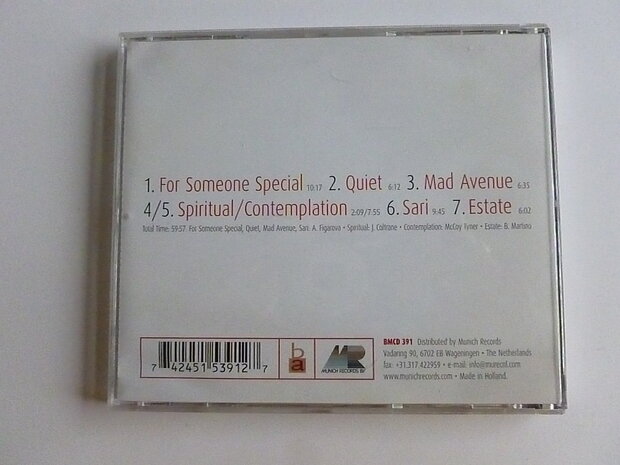 1. For Someone Special 10:17 2. Quiet 6:12 3. Mad Avenue 6:35
4/5. Spiritual/Contemplation 2:09/7:55 6. Sari 9:45 7. Estate 6:02
Total Time: 59:57 For Someone Special, Quiet, Mad Avenue, Sari: A. Figarova • Spiritual: J. Coltrane • Contemplation: McCoy Tyner • Estate: B. Martino
7 42451 53912 7
b
a
MR
MUNICH RECORDS BV
BMCD 391 Distributed by Munich Records
Vadaring 90, 6702 EB Wageningen • The Netherlands
fax: +31.317 422959 • e-mail: info@munrecnl.com
www.munichrecords.com • Made in Holland.